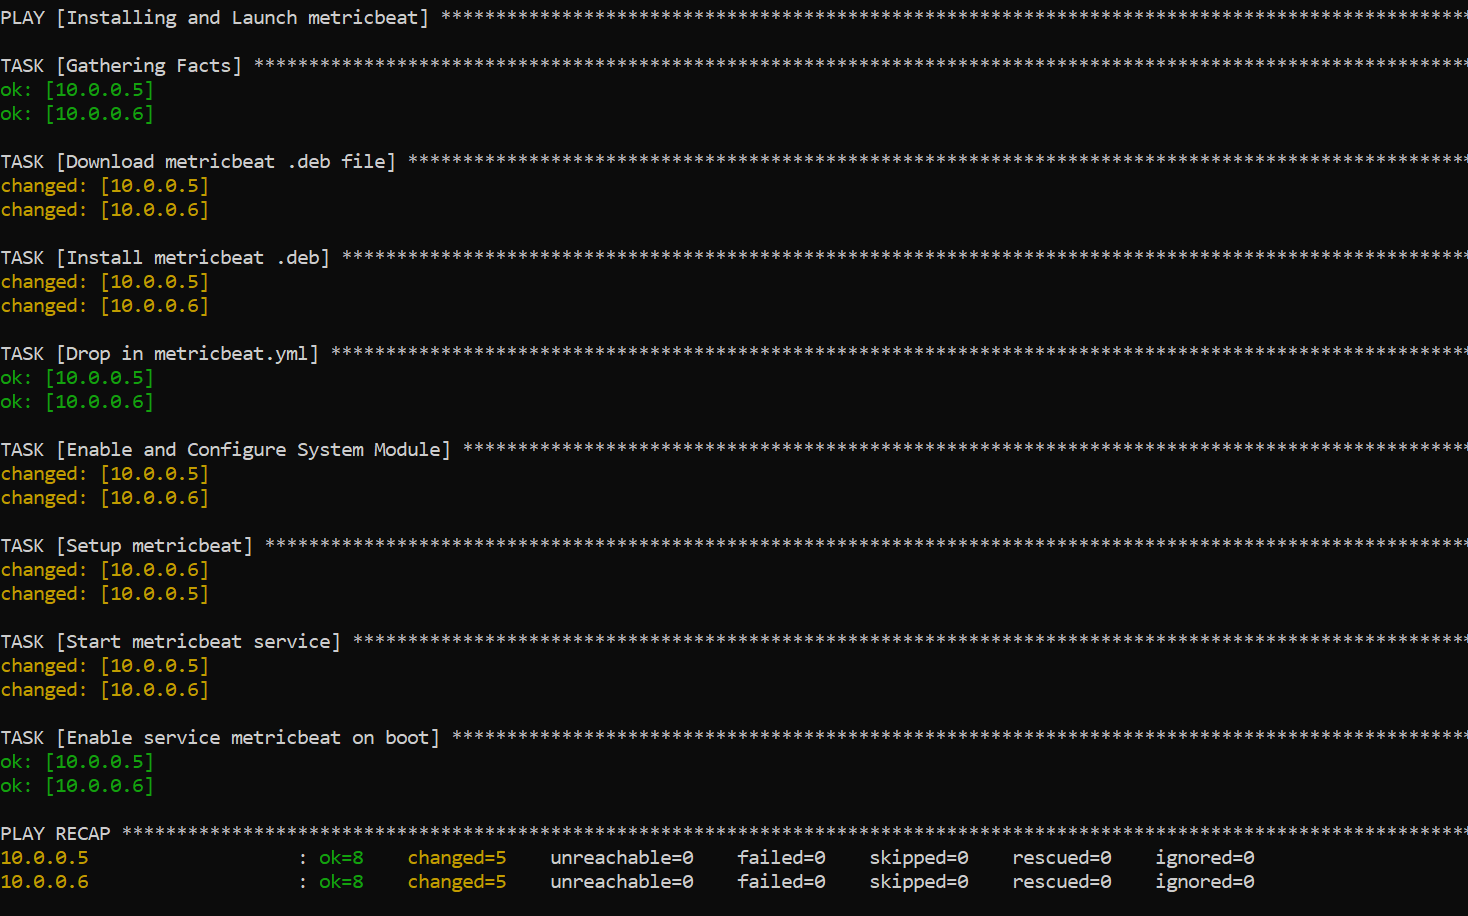 PLAY [Installing and Launch metricbeat] **********************************************************************************************
TASK [Gathering Facts] ***************************************************************************************************************
ok: [10.0.0.5]
ok: [10.0.0.6]
TASK [Download metricbeat .deb file] *************************************************************************************************
changed: [10.0.0.5]
changed: [10.0.0.6]
TASK [Install metricbeat .deb] *******************************************************************************************************
changed: [10.0.0.5]
changed: [10.0.0.6]
TASK [Drop in metricbeat.yml] ********************************************************************************************************
ok: [10.0.0.5]
ok: [10.0.0.6]
TASK [Enable and Configure System Module] ********************************************************************************************
changed: [10.0.0.5]
changed: [10.0.0.6]
TASK [Setup metricbeat] **************************************************************************************************************
changed: [10.0.0.6]
changed: [10.0.0.5]
TASK [Start metricbeat service] ******************************************************************************************************
changed: [10.0.0.5]
changed: [10.0.0.6]
TASK [Enable service metricbeat on boot] *********************************************************************************************
ok: [10.0.0.5]
ok: [10.0.0.6]
PLAY RECAP ***************************************************************************************************************************
10.0.0.5 : ok=8 changed=5 unreachable=0 failed=0 skipped=0 rescued=0 ignored=0
10.0.0.6 : ok=8 changed=5 unreachable=0 failed=0 skipped=0 rescued=0 ignored=0